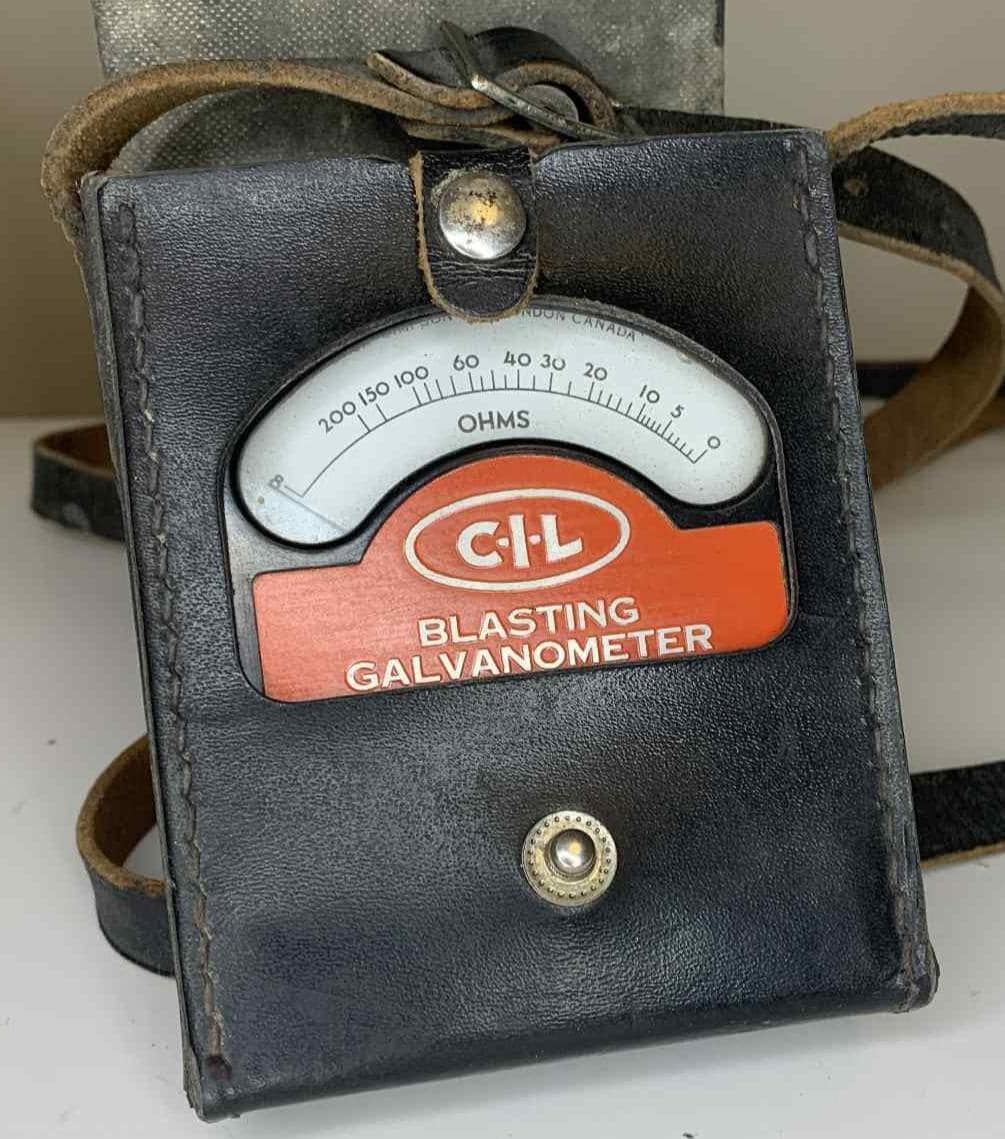 LONDON CANADA
200 150 100 60 40 30 20 10 5 0
∞
OHMS
C·I·L
BLASTING
GALVANOMETER